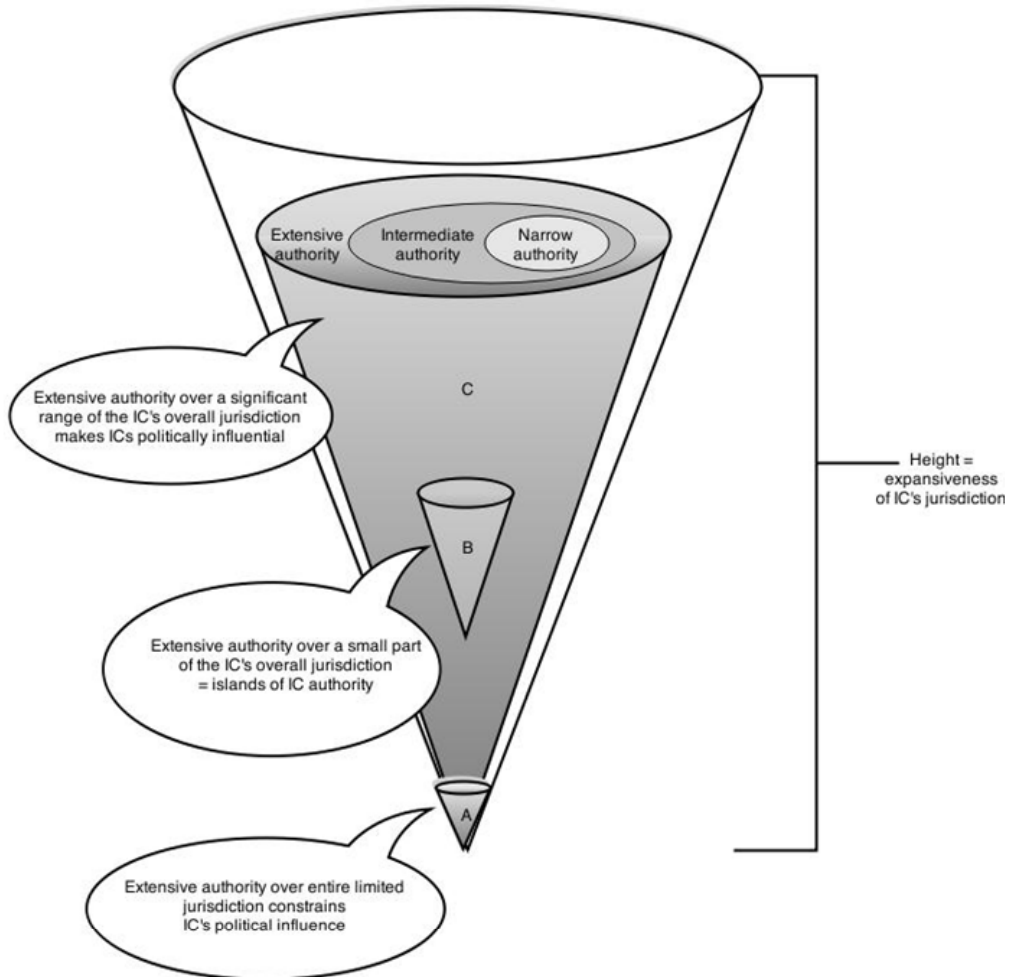 Extensive
authority
Intermediate
authority
Narrow
authority
C
Extensive authority over a significant
range of the IC's overall jurisdiction
makes ICs politically influential
Height =
expansiveness
of IC's jurisdiction
B
Extensive authority over a small part
of the IC's overall jurisdiction
= islands of IC authority
A
Extensive authority over entire limited
jurisdiction constrains
IC's political influence